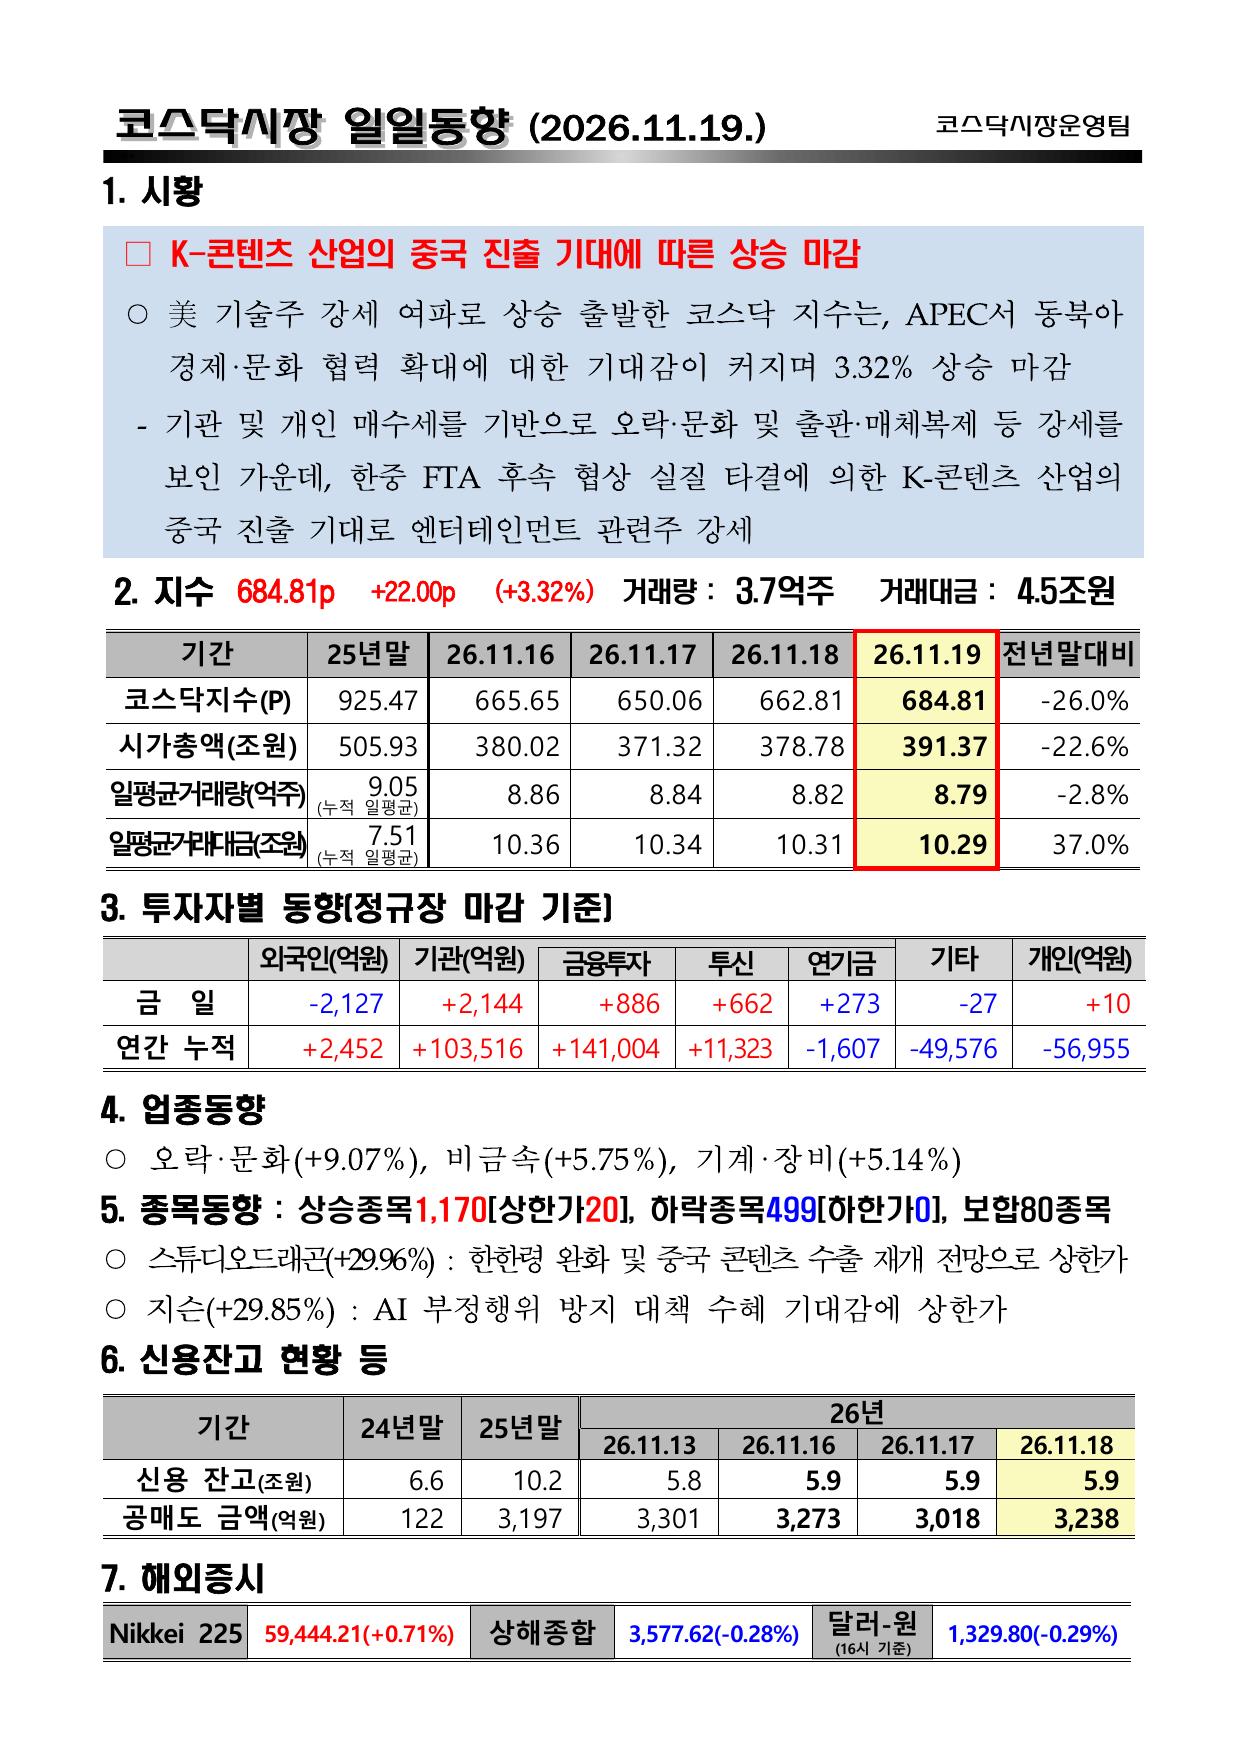 코스닥시장 일일동향 (2026.11.19.) 코스닥시장운영팀
1. 시황
□ K-콘텐츠 산업의 중국 진출 기대에 따른 상승 마감
○ 美 기술주 강세 여파로 상승 출발한 코스닥 지수는, APEC서 동북아
경제·문화 협력 확대에 대한 기대감이 커지며 3.32% 상승 마감
- 기관 및 개인 매수세를 기반으로 오락·문화 및 출판·매체복제 등 강세를
보인 가운데, 한중 FTA 후속 협상 실질 타결에 의한 K-콘텐츠 산업의
중국 진출 기대로 엔터테인먼트 관련주 강세
2. 지수 684.81p +22.00p (+3.32%) 거래량 : 3.7억주 거래대금 : 4.5조원
기간 25년말 26.11.16 26.11.17 26.11.18 26.11.19 전년말대비
코스닥지수(P) 925.47 665.65 650.06 662.81 684.81 -26.0%
시가총액(조원) 505.93 380.02 371.32 378.78 391.37 -22.6%
일평균거래량(억주) 9.05 (누적 일평균) 8.86 8.84 8.82 8.79 -2.8%
일평균거래대금(조원) 7.51 (누적 일평균) 10.36 10.34 10.31 10.29 37.0%
3. 투자자별 동향(정규장 마감 기준)
외국인(억원) 기관(억원) 금융투자 투신 연기금 기타 개인(억원)
금 일 -2,127 +2,144 +886 +662 +273 -27 +10
연간 누적 +2,452 +103,516 +141,004 +11,323 -1,607 -49,576 -56,955
4. 업종동향
○ 오락·문화(+9.07%), 비금속(+5.75%), 기계·장비(+5.14%)
5. 종목동향 : 상승종목1,170[상한가20], 하락종목499[하한가0], 보합80종목
○ 스튜디오드래곤(+29.96%) : 한한령 완화 및 중국 콘텐츠 수출 재개 전망으로 상한가
○ 지슨(+29.85%) : AI 부정행위 방지 대책 수혜 기대감에 상한가
6. 신용잔고 현황 등
기간 24년말 25년말 26년
26.11.13 26.11.16 26.11.17 26.11.18
신용 잔고(조원) 6.6 10.2 5.8 5.9 5.9 5.9
공매도 금액(억원) 122 3,197 3,301 3,273 3,018 3,238
7. 해외증시
Nikkei 225 59,444.21(+0.71%) 상해종합 3,577.62(-0.28%) 달러-원 (16시 기준) 1,329.80(-0.29%)